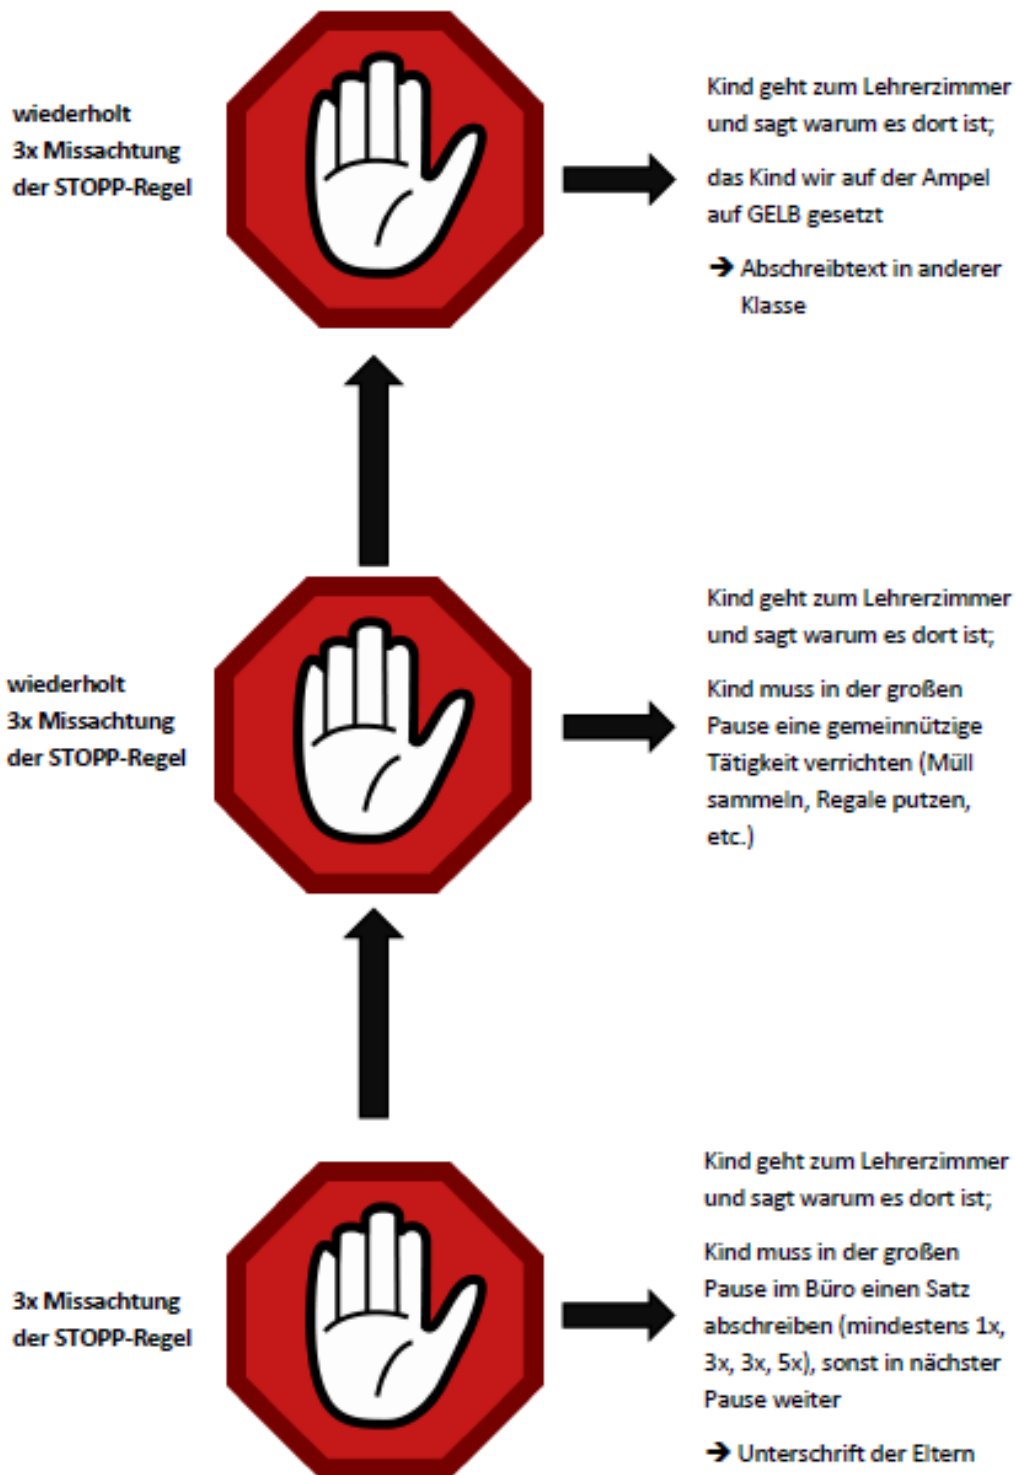 wiederholt
3x Missachtung
der STOPP-Regel
Kind geht zum Lehrerzimmer
und sagt warum es dort ist;
das Kind wir auf der Ampel
auf GELB gesetzt
➔ Abschreibtext in anderer
Klasse
wiederholt
3x Missachtung
der STOPP-Regel
Kind geht zum Lehrerzimmer
und sagt warum es dort ist;
Kind muss in der großen
Pause eine gemeinnützige
Tätigkeit verrichten (Müll
sammeln, Regale putzen,
etc.)
3x Missachtung
der STOPP-Regel
Kind geht zum Lehrerzimmer
und sagt warum es dort ist;
Kind muss in der großen
Pause im Büro einen Satz
abschreiben (mindestens 1x,
3x, 3x, 5x), sonst in nächster
Pause weiter
➔ Unterschrift der Eltern